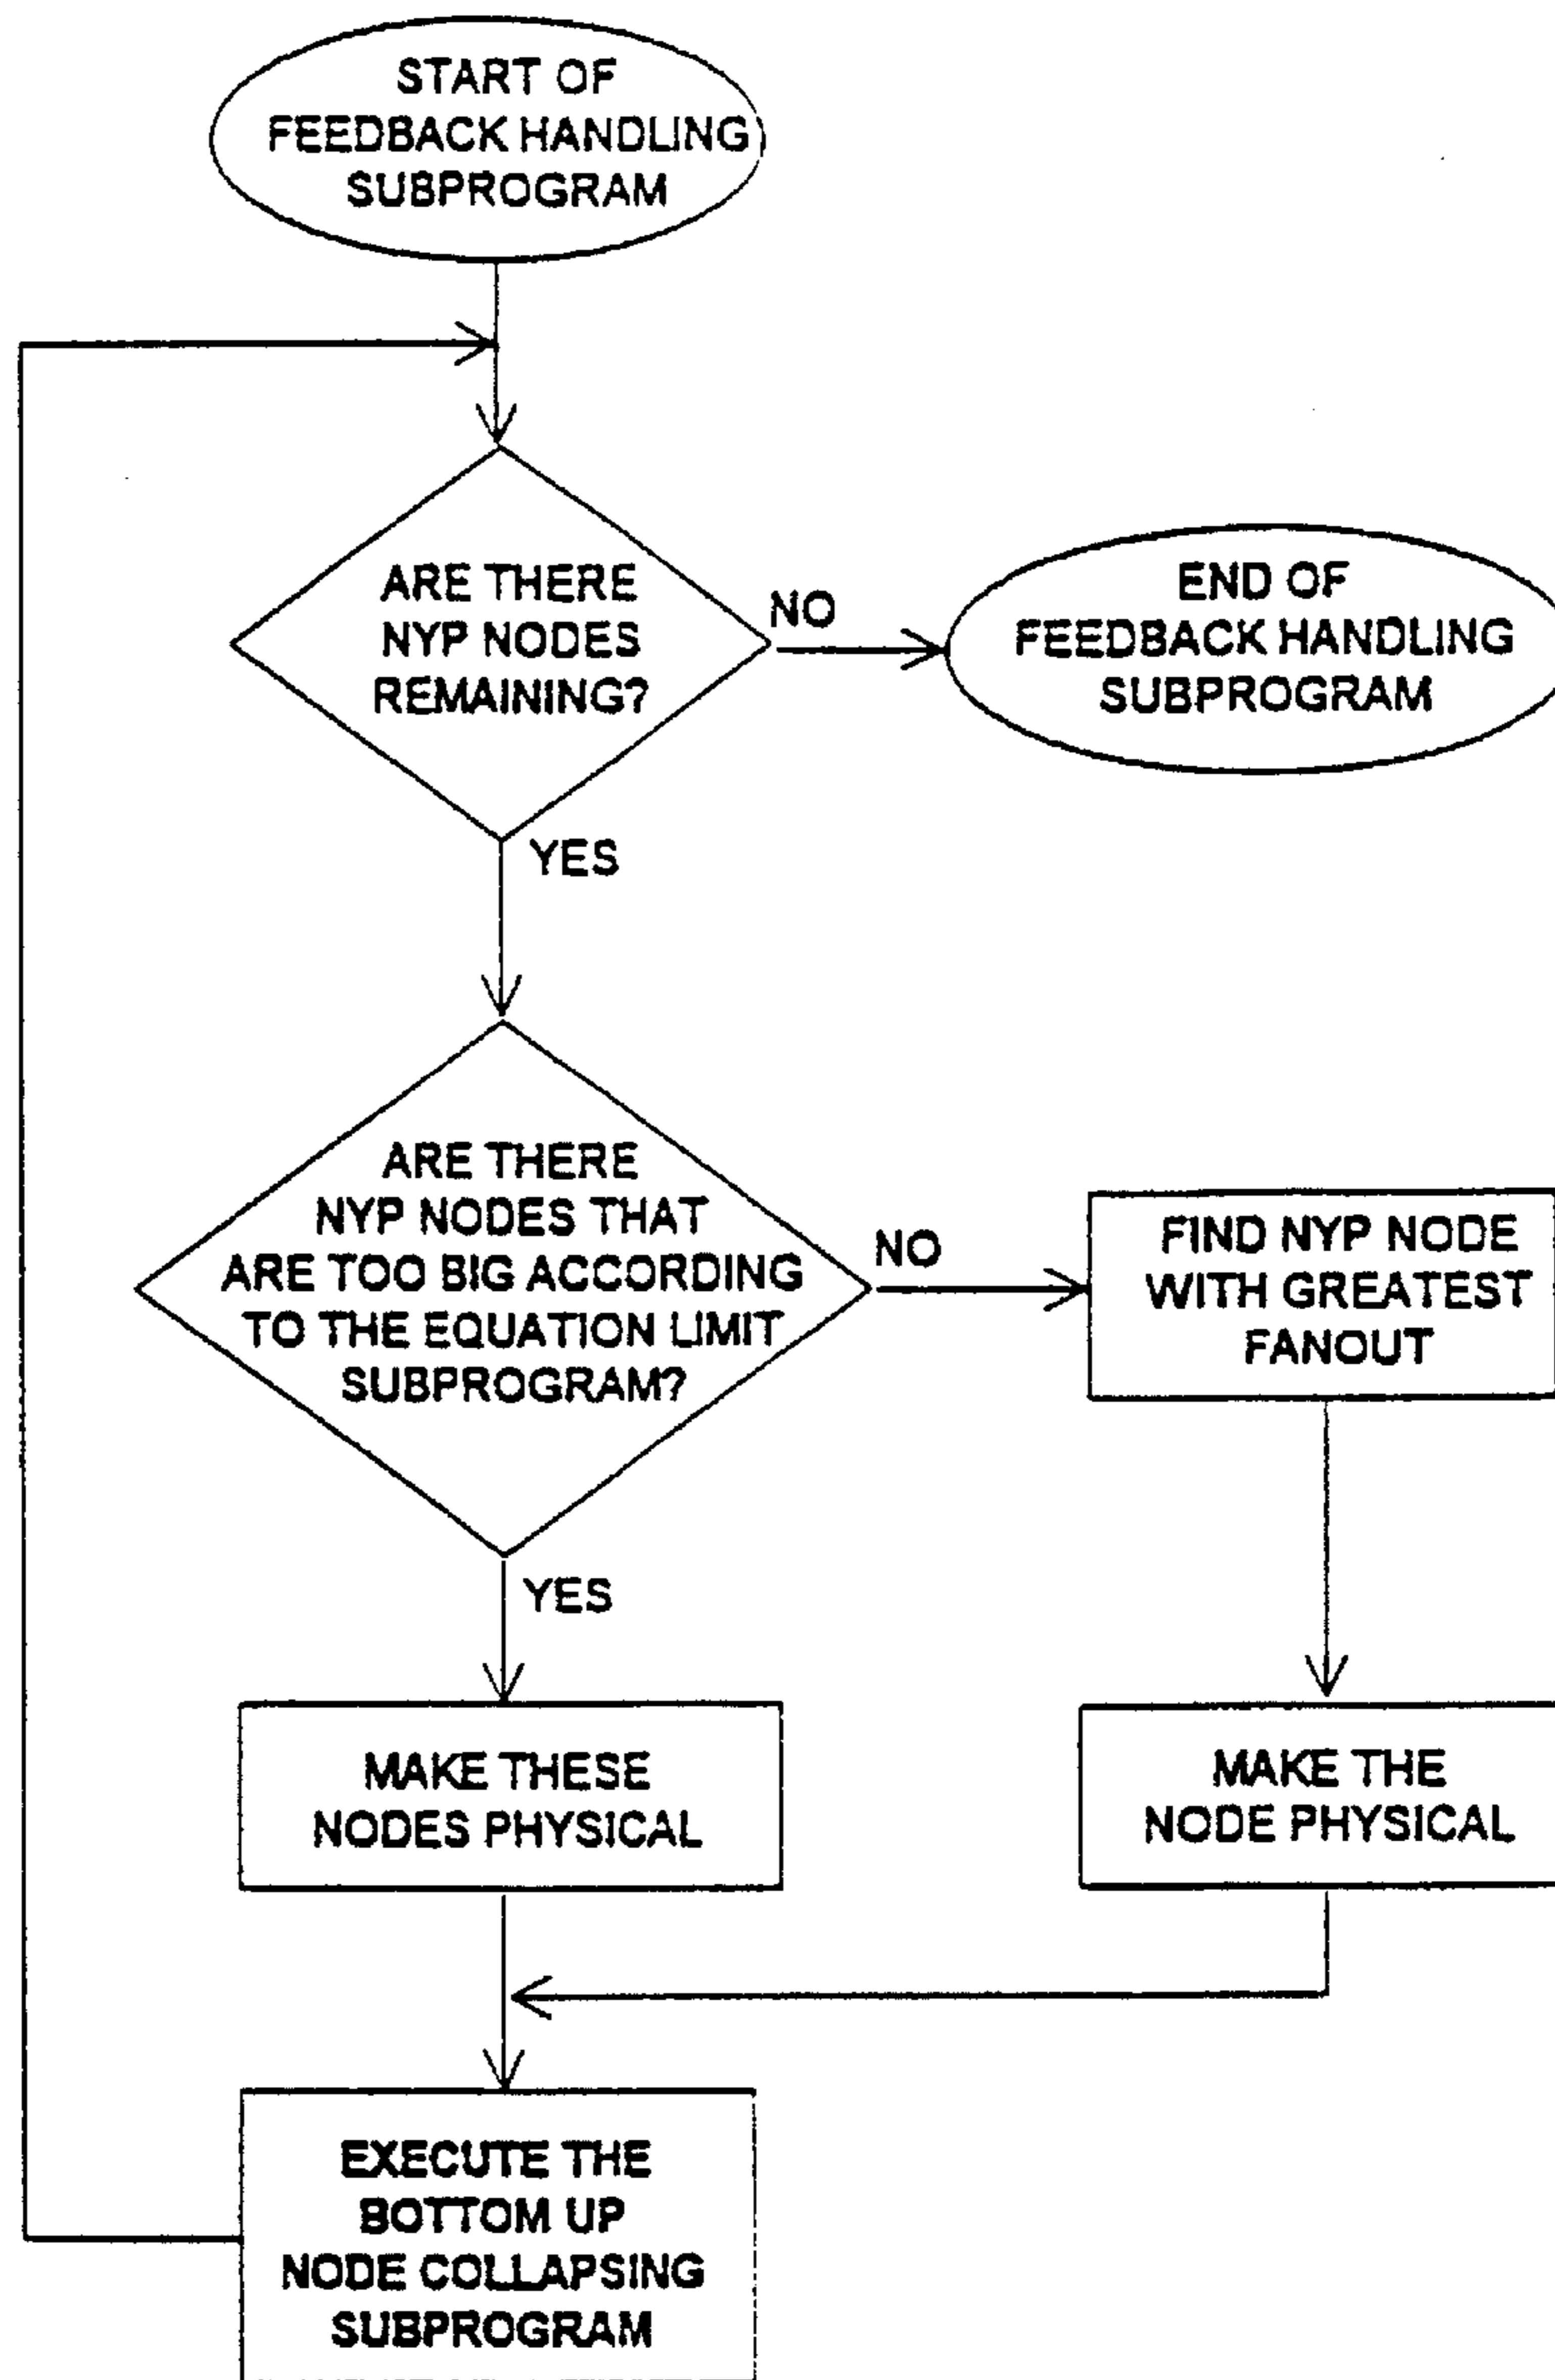 START OF
FEEDBACK HANDLING
SUBPROGRAM
ARE THERE
NYP NODES
REMAINING?
NO
END OF
FEEDBACK HANDLING
SUBPROGRAM
YES
ARE THERE
NYP NODES THAT
ARE TOO BIG ACCORDING
TO THE EQUATION LIMIT
SUBPROGRAM?
NO
FIND NYP NODE
WITH GREATEST
FANOUT
YES
MAKE THESE
NODES PHYSICAL
MAKE THE
NODE PHYSICAL
EXECUTE THE
BOTTOM UP
NODE COLLAPSING
SUBPROGRAM